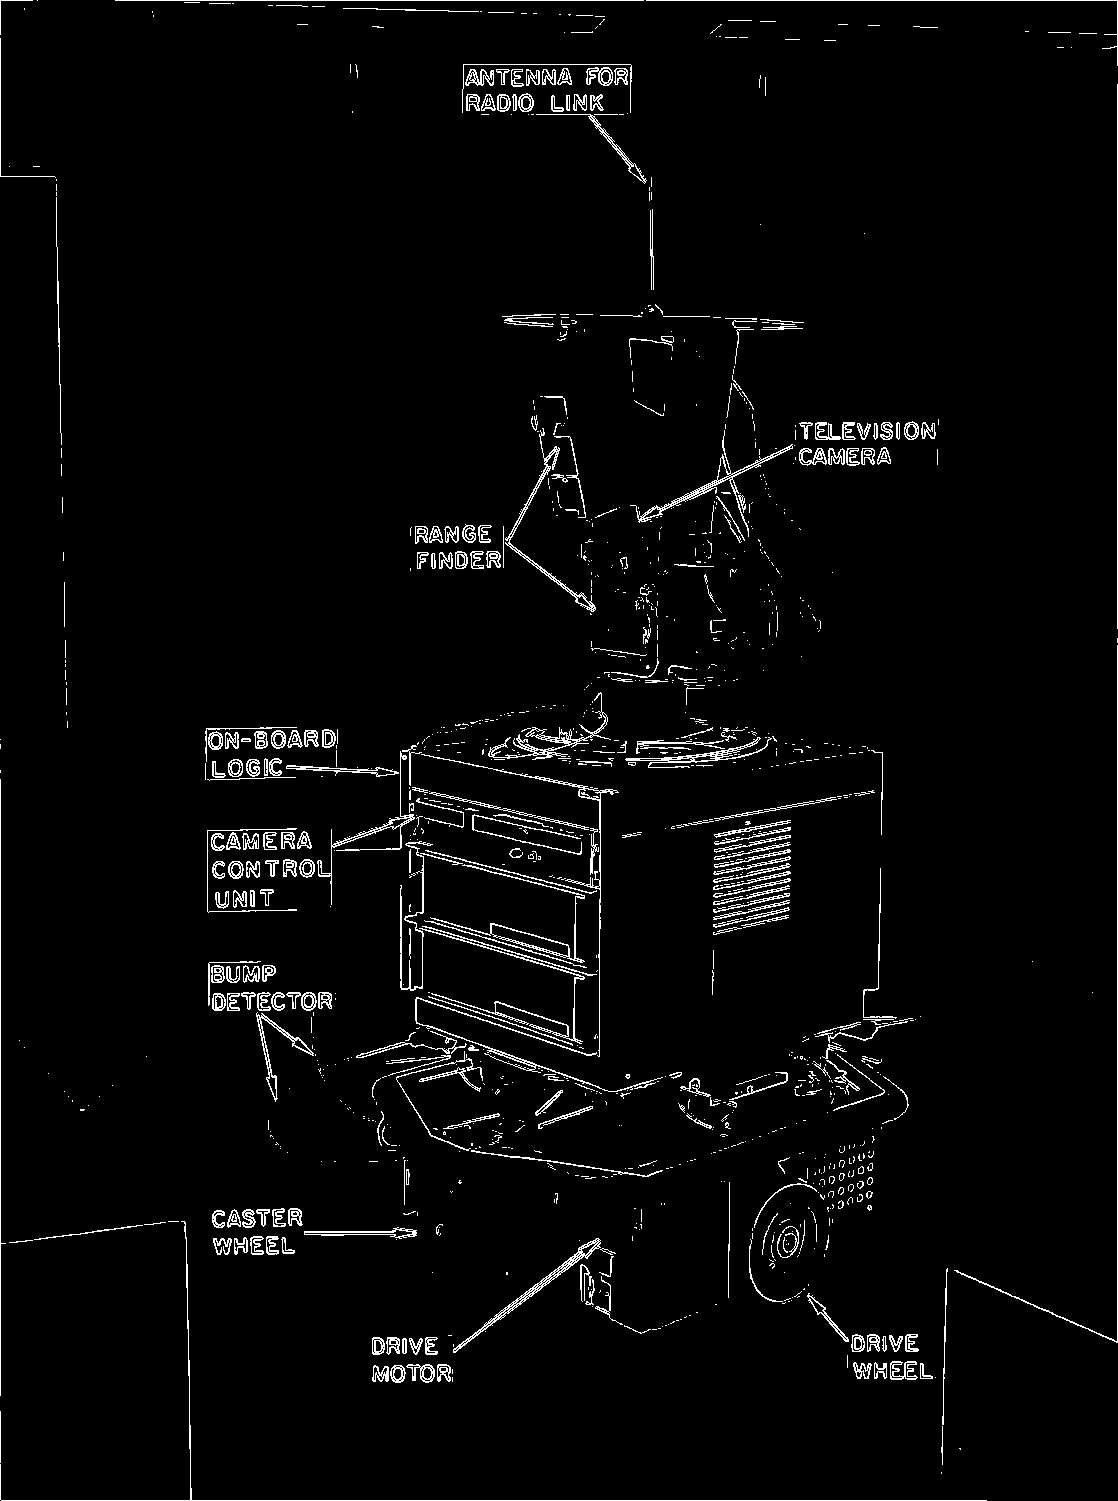 ANTENNA FOR
RADIO LINK
TELEVISION
CAMERA
RANGE
FINDER
ON-BOARD
LOGIC
CAMERA
CONTROL
UNIT
BUMP
DETECTOR
CASTER
WHEEL
DRIVE
MOTOR
DRIVE
WHEEL